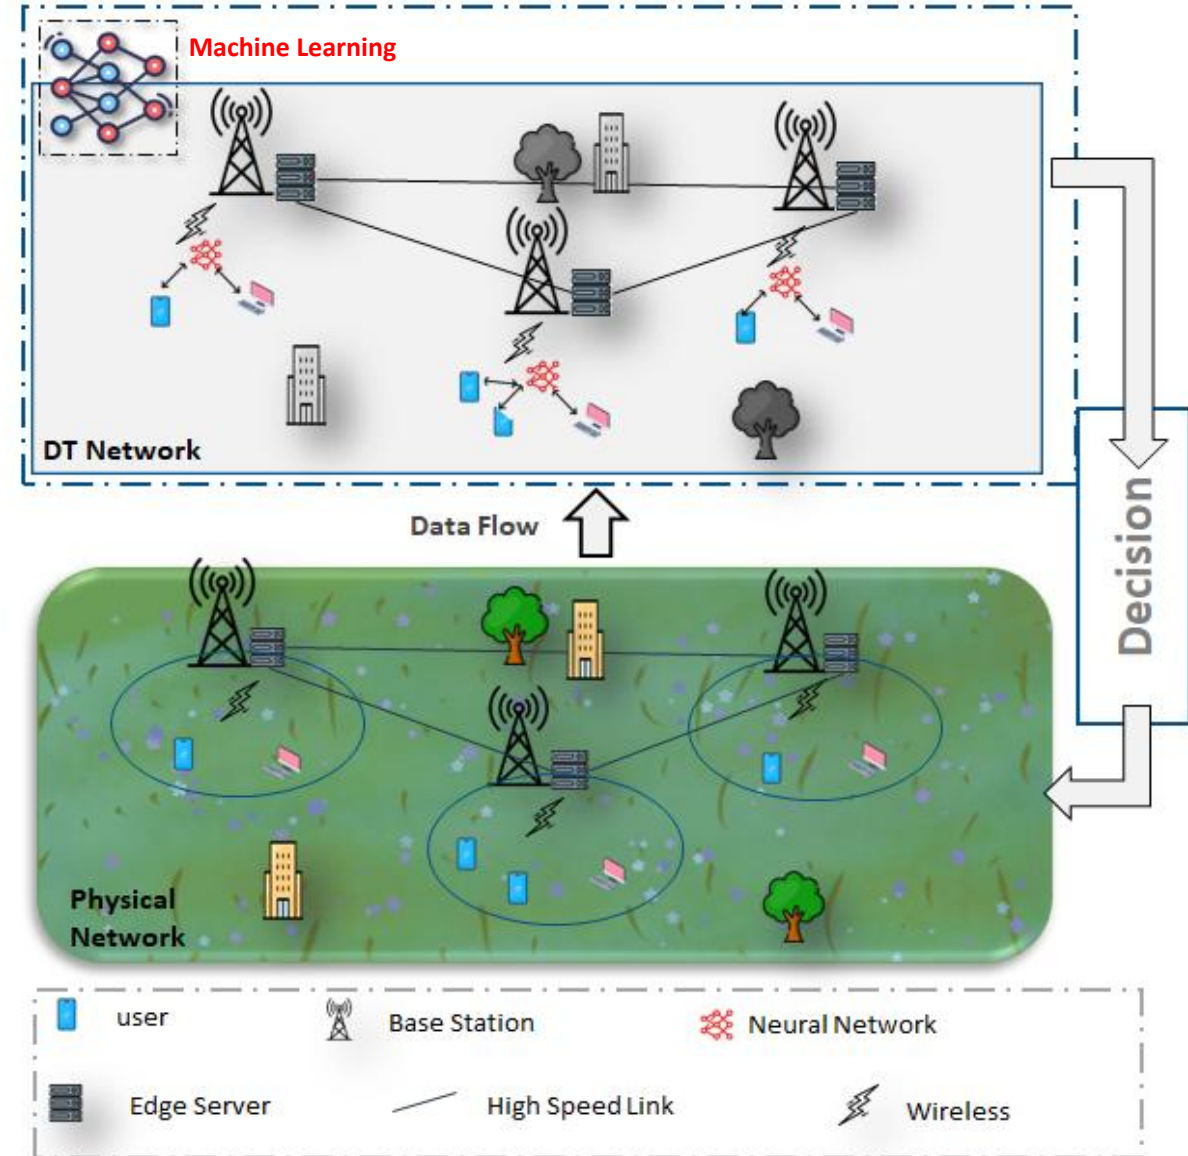 Machine Learning
DT Network
Data Flow
Decision
Physical
Network
user
Base Station
Neural Network
Edge Server
High Speed Link
Wireless